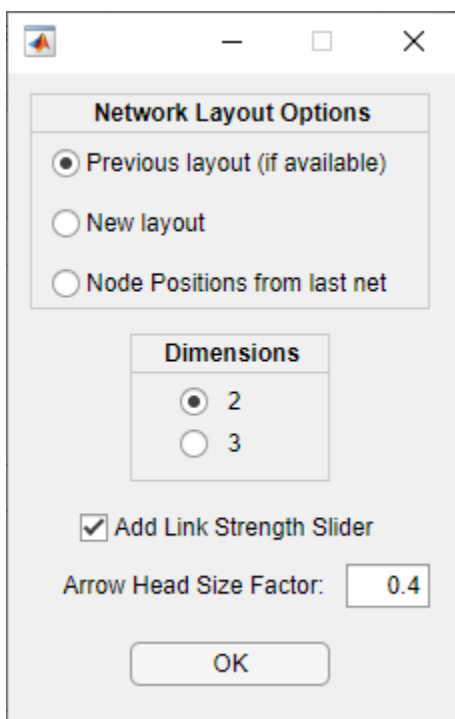 Network Layout Options
Previous layout (if available)
New layout
Node Positions from last net
Dimensions
2
3
Add Link Strength Slider
Arrow Head Size Factor: 0.4
OK